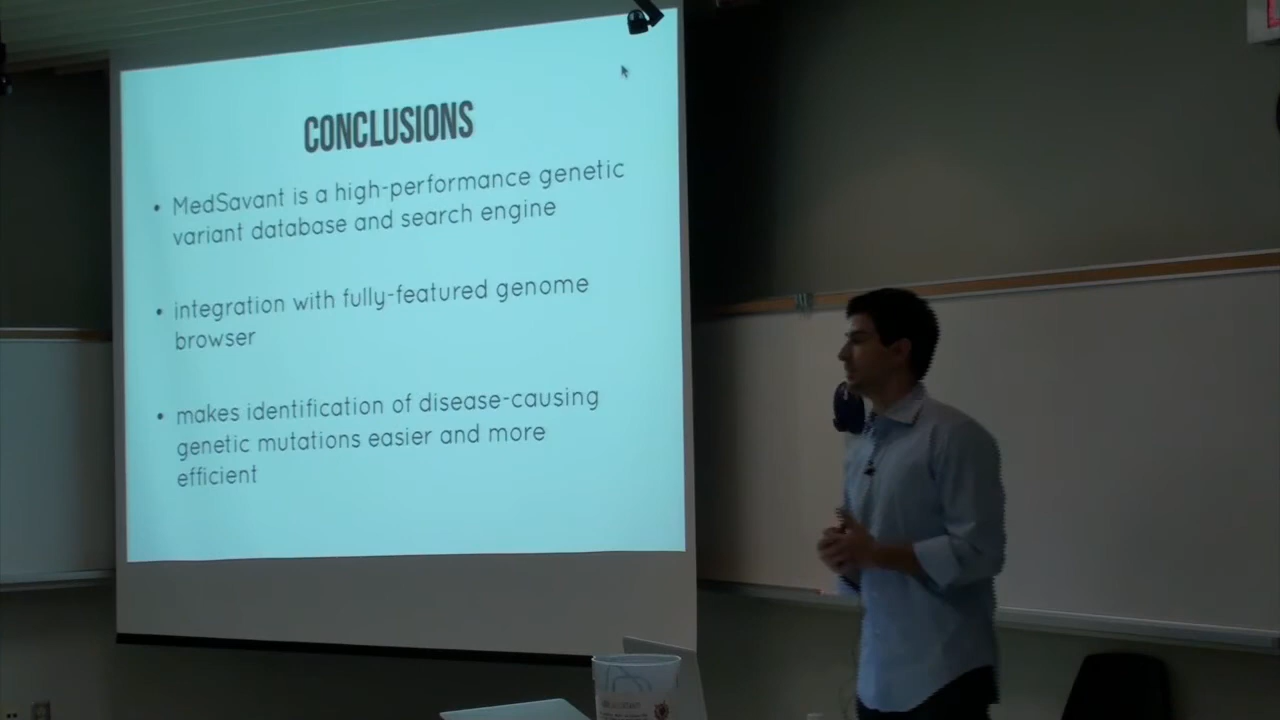 CONCLUSIONS
• MedSavant is a high-performance genetic
variant database and search engine
• integration with fully-featured genome
browser
• makes identification of disease-causing
genetic mutations easier and more
efficient